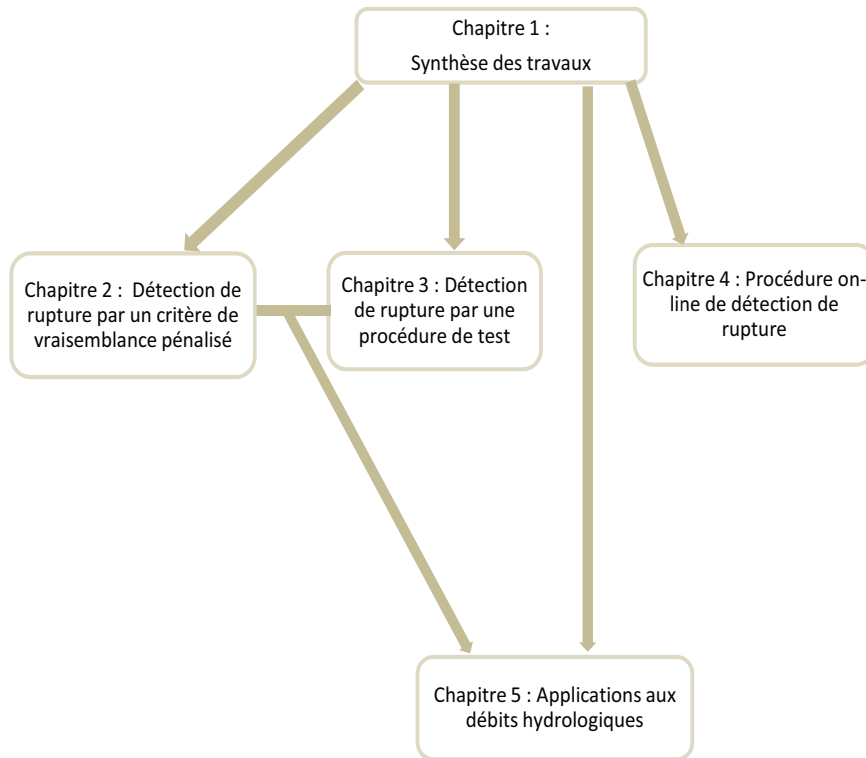 Chapitre 1 :
Synthèse des travaux
Chapitre 2 : Détection de
rupture par un critère de
vraisemblance pénalisé
Chapitre 3 : Détection
de rupture par une
procédure de test
Chapitre 4 : Procédure on-
line de détection de
rupture
Chapitre 5 : Applications aux
débits hydrologiques